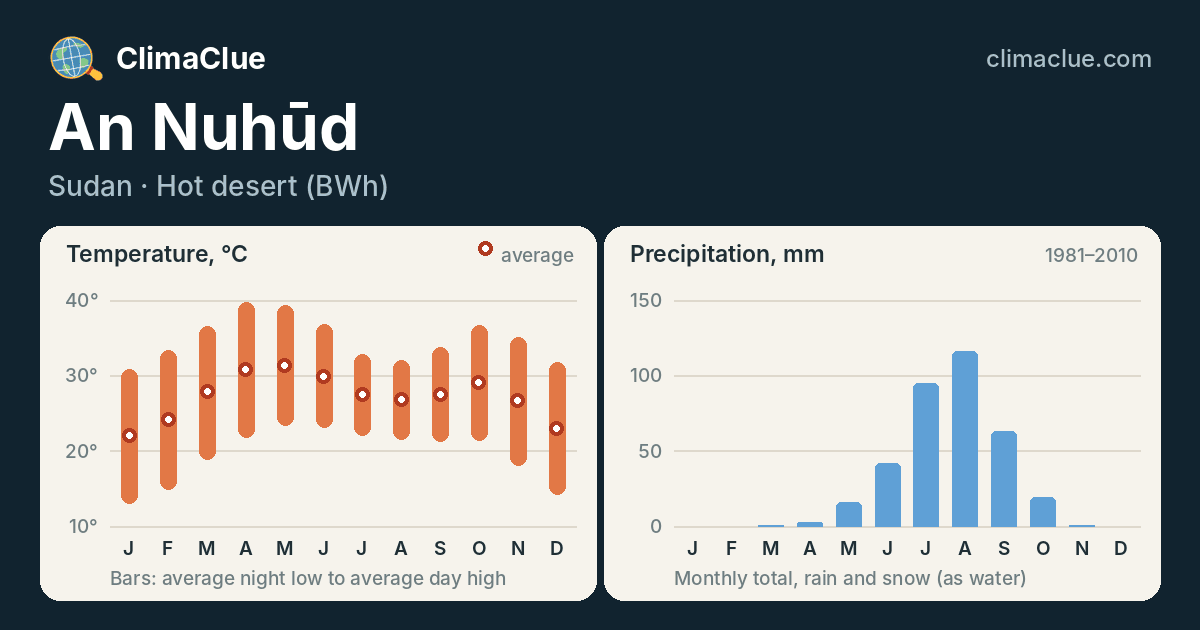 ClimaClue
climaclue.com
An Nuhūd
Sudan · Hot desert (BWh)
Temperature, °C
average
40°
30°
20°
10°
J F M A M J J A S O N D
Bars: average night low to average day high
Precipitation, mm
1981–2010
150
100
50
0
J F M A M J J A S O N D
Monthly total, rain and snow (as water)